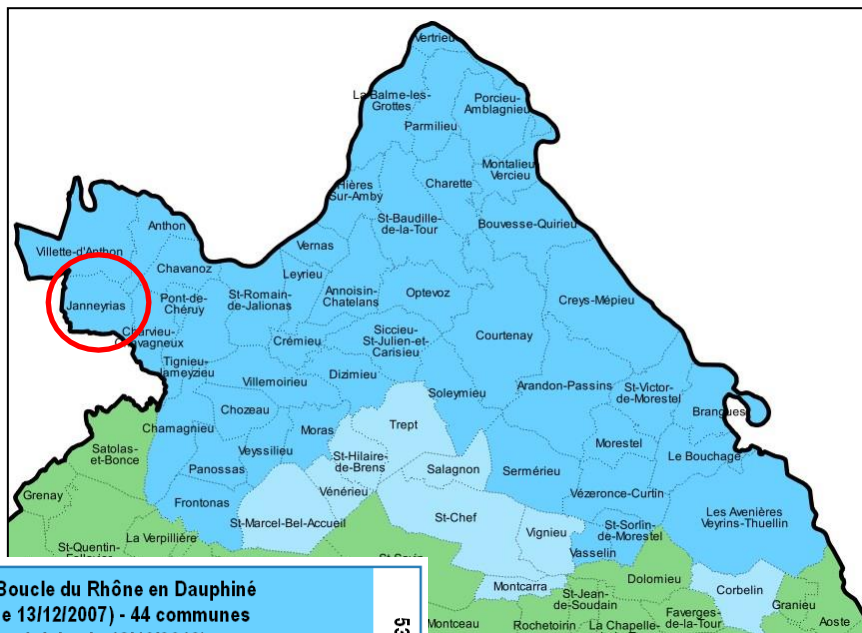 Vertrieu
La Balme-les-
Grottes
Porcieu-
Amblagnieu
Parmilieu
Montalieu
Vercieu
Hières
Sur-Amby
Charette
St-Baudille-
de-la-Tour
Bouvesse-Quirieu
Anthon
Villette-d'Anthon
Vernas
Chavanoz
Leyrieu
Annoisin-
Chatelans
Optevoz
Creys-Mépieu
Janneyrias
Pont-de-
Chéruy
St-Romain-
de-Jalionas
Charvieu-
Chavagneux
Crémieu
Siccieu-
St-Julien-et-
Carisieu
Courtenay
Tignieu-
Jameyzieu
Villemoirieu
Dizimieu
Soleymieu
Arandon-Passins
St-Victor-
de-Morestel
Brangues
Chozeau
Chamagnieu
Moras
Trept
Morestel
Le Bouchage
Satolas-
et-Bonce
Veyssilieu
St-Hilaire-
de-Brens
Salagnon
Sermérieu
Panossas
Grenay
Vénérieu
Vézeronce-Curtin
Frontonas
St-Marcel-Bel-Accueil
St-Chef
Les Avenières
Veyrins-Thuellin
Vignieu
St-Sorlin-
de-Morestel
La Verpillière
St-Quentin-
Vasselin
Dolomieu
Montcarra
Corbelin
St-Jean-
de-Soudain
Granieu
Faverges-
de-la-Tour
Aoste
Montceau
Rochetoirin
La Chapelle-
Boucle du Rhône en Dauphiné
e 13/12/2007) - 44 communes
53